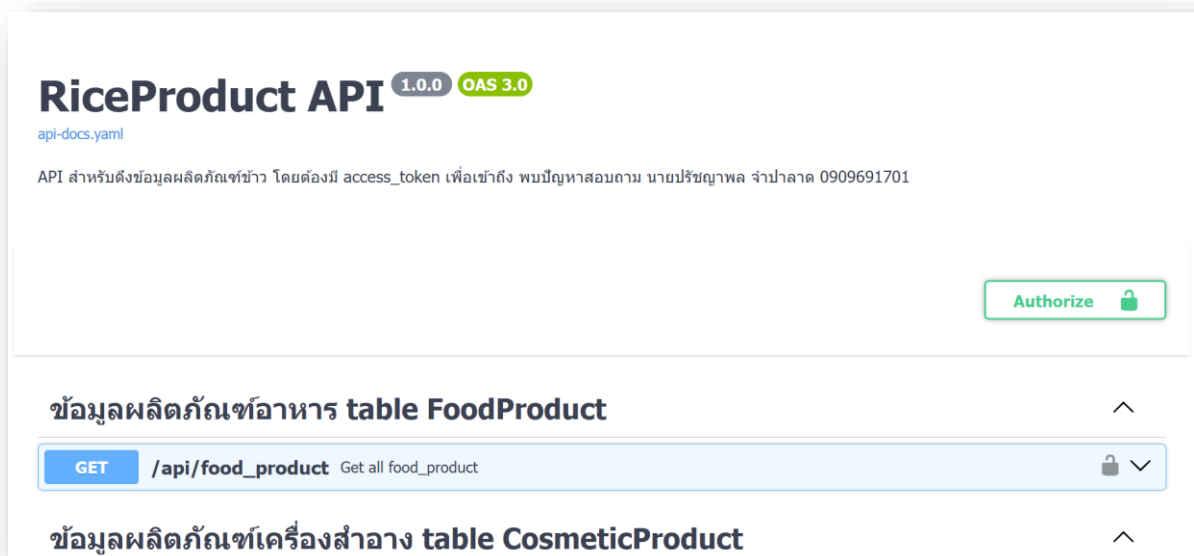 RiceProduct API 1.0.0 OAS 3.0
api-docs.yaml
API สำหรับดึงข้อมูลผลิตภัณฑ์ข้าว โดยต้องมี access_token เพื่อเข้าถึง พบปัญหาสอบถาม นายปรัชญาพล จำปาลาด 0909691701
Authorize
ข้อมูลผลิตภัณฑ์อาหาร table FoodProduct
GET /api/food_product Get all food_product
ข้อมูลผลิตภัณฑ์เครื่องสำอาง table CosmeticProduct